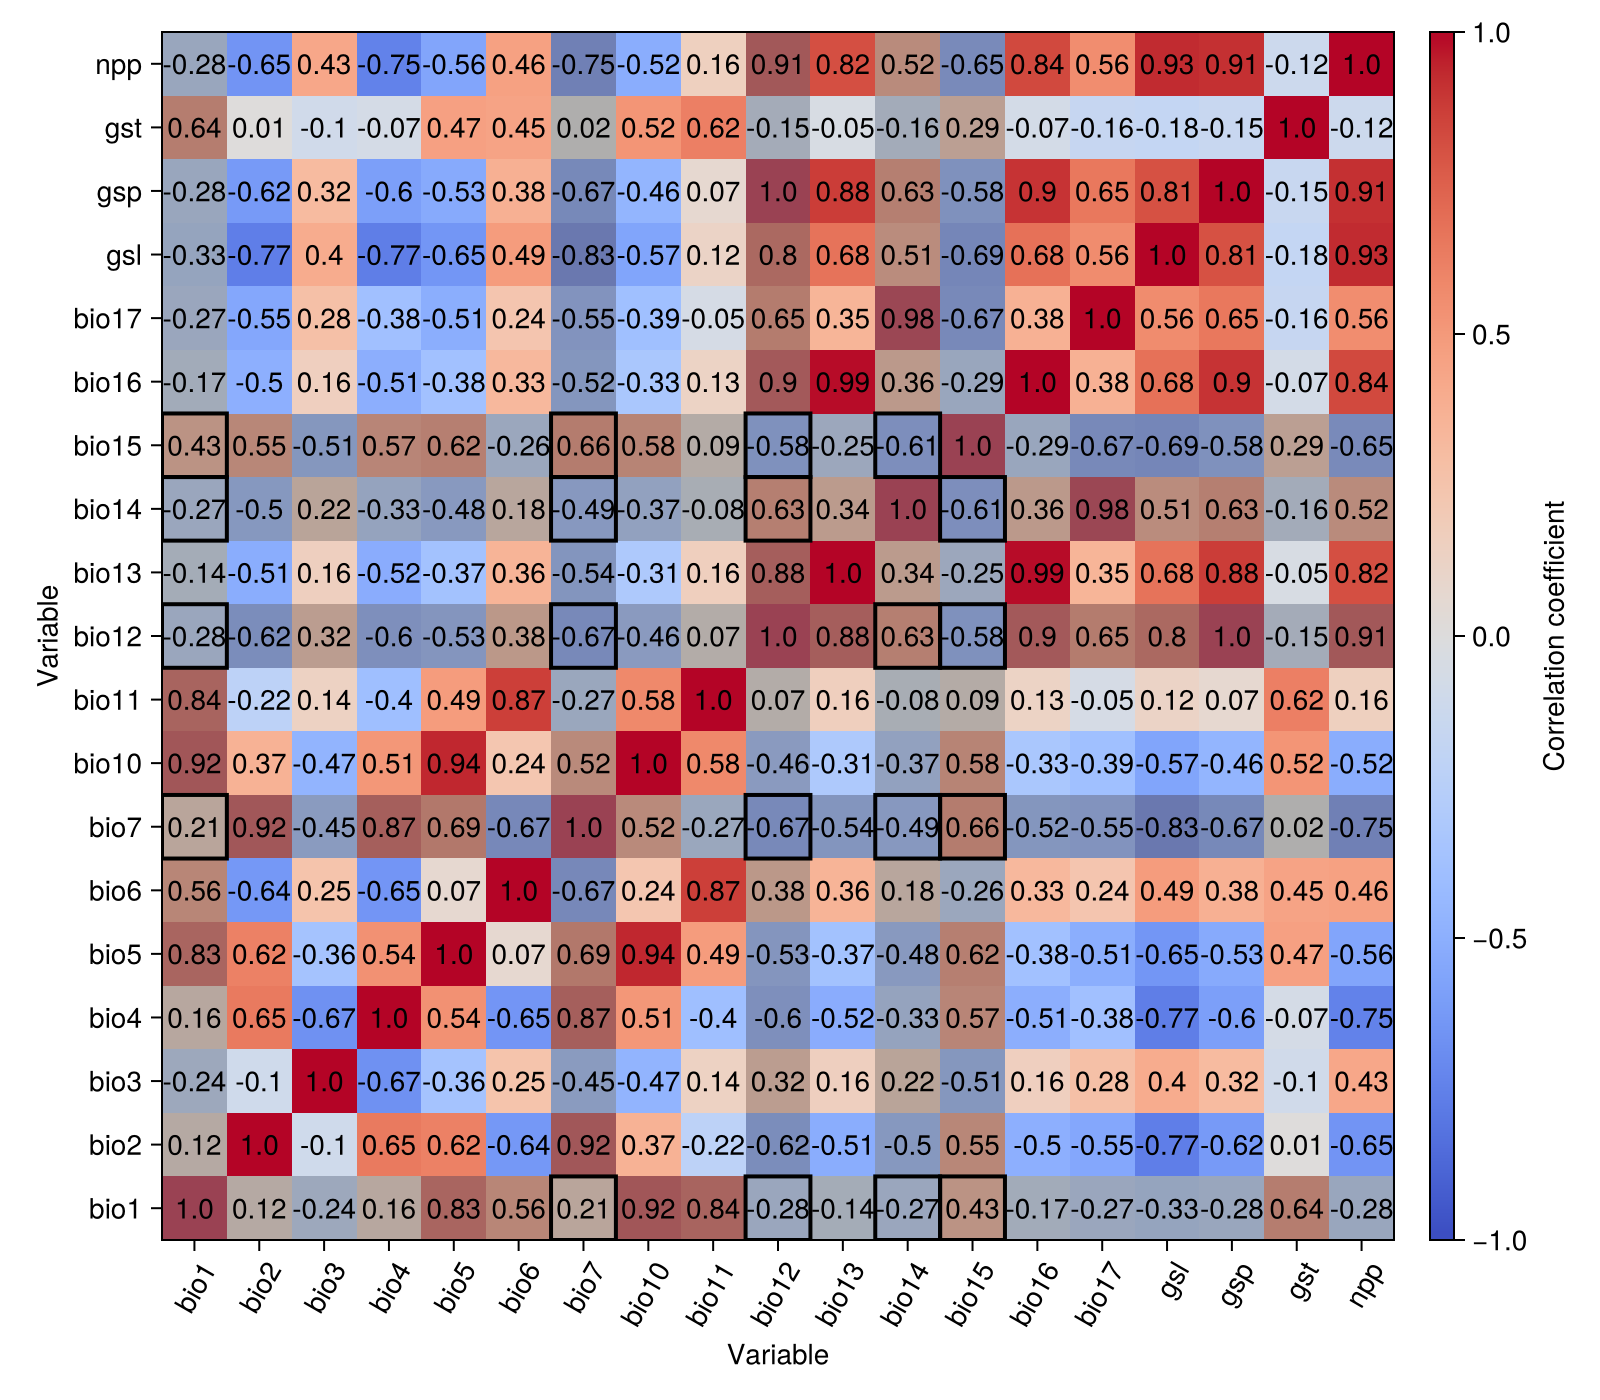 npp -0.28 -0.65 0.43 -0.75 -0.56 0.46 -0.75 -0.52 0.16 0.91 0.82 0.52 -0.65 0.84 0.56 0.93 0.91 -0.12 1.0
gst 0.64 0.01 -0.1 -0.07 0.47 0.45 0.02 0.52 0.62 -0.15 -0.05 -0.16 0.29 -0.07 -0.16 -0.18 -0.15 1.0 -0.12
gsp -0.28 -0.62 0.32 -0.6 -0.53 0.38 -0.67 -0.46 0.07 1.0 0.88 0.63 -0.58 0.9 0.65 0.81 1.0 -0.15 0.91
gsl -0.33 -0.77 0.4 -0.77 -0.65 0.49 -0.83 -0.57 0.12 0.8 0.68 0.51 -0.69 0.68 0.56 1.0 0.81 -0.18 0.93
bio17 -0.27 -0.55 0.28 -0.38 -0.51 0.24 -0.55 -0.39 -0.05 0.65 0.35 0.98 -0.67 0.38 1.0 0.56 0.65 -0.16 0.56
bio16 -0.17 -0.5 0.16 -0.51 -0.38 0.33 -0.52 -0.33 0.13 0.9 0.99 0.36 -0.29 1.0 0.38 0.68 0.9 -0.07 0.84
bio15 0.43 0.55 -0.51 0.57 0.62 -0.26 0.66 0.58 0.09 -0.58 -0.25 -0.61 1.0 -0.29 -0.67 -0.69 -0.58 0.29 -0.65
bio14 -0.27 -0.5 0.22 -0.33 -0.48 0.18 -0.49 -0.37 -0.08 0.63 0.34 1.0 -0.61 0.36 0.98 0.51 0.63 -0.16 0.52
bio13 -0.14 -0.51 0.16 -0.52 -0.37 0.36 -0.54 -0.31 0.16 0.88 1.0 0.34 -0.25 0.99 0.35 0.68 0.88 -0.05 0.82
bio12 -0.28 -0.62 0.32 -0.6 -0.53 0.38 -0.67 -0.46 0.07 1.0 0.88 0.63 -0.58 0.9 0.65 0.8 1.0 -0.15 0.91
bio11 0.84 -0.22 0.14 -0.4 0.49 0.87 -0.27 0.58 1.0 0.07 0.16 -0.08 0.09 0.13 -0.05 0.12 0.07 0.62 0.16
bio10 0.92 0.37 -0.47 0.51 0.94 0.24 0.52 1.0 0.58 -0.46 -0.31 -0.37 0.58 -0.33 -0.39 -0.57 -0.46 0.52 -0.52
bio7 0.21 0.92 -0.45 0.87 0.69 -0.67 1.0 0.52 -0.27 -0.67 -0.54 -0.49 0.66 -0.52 -0.55 -0.83 -0.67 0.02 -0.75
bio6 0.56 -0.64 0.25 -0.65 0.07 1.0 -0.67 0.24 0.87 0.38 0.36 0.18 -0.26 0.33 0.24 0.49 0.38 0.45 0.46
bio5 0.83 0.62 -0.36 0.54 1.0 0.07 0.69 0.94 0.49 -0.53 -0.37 -0.48 0.62 -0.38 -0.51 -0.65 -0.53 0.47 -0.56
bio4 0.16 0.65 -0.67 1.0 0.54 -0.65 0.87 0.51 -0.4 -0.6 -0.52 -0.33 0.57 -0.51 -0.38 -0.77 -0.6 -0.07 -0.75
bio3 -0.24 -0.1 1.0 -0.67 -0.36 0.25 -0.45 -0.47 0.14 0.32 0.16 0.22 -0.51 0.16 0.28 0.4 0.32 -0.1 0.43
bio2 0.12 1.0 -0.1 0.65 0.62 -0.64 0.92 0.37 -0.22 -0.62 -0.51 -0.5 0.55 -0.5 -0.55 -0.77 -0.62 0.01 -0.65
bio1 1.0 0.12 -0.24 0.16 0.83 0.56 0.21 0.92 0.84 -0.28 -0.14 -0.27 0.43 -0.17 -0.27 -0.33 -0.28 0.64 -0.28
bio1 bio2 bio3 bio4 bio5 bio6 bio7 bio10 bio11 bio12 bio13 bio14 bio15 bio16 bio17 gsl gsp gst npp
Variable
Variable
1.0
0.5
0.0
−0.5
−1.0
Correlation coefficient